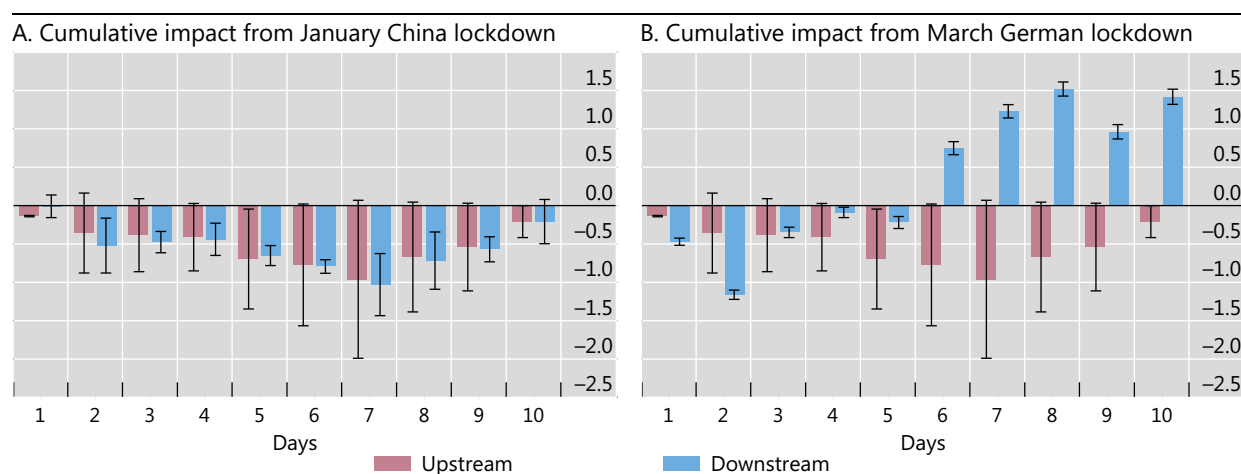 A. Cumulative impact from January China lockdown
1.5
1.0
0.5
0.0
–0.5
–1.0
–1.5
–2.0
–2.5
1 2 3 4 5 6 7 8 9 10
Days
B. Cumulative impact from March German lockdown
1.5
1.0
0.5
0.0
–0.5
–1.0
–1.5
–2.0
–2.5
1 2 3 4 5 6 7 8 9 10
Days
Upstream
Downstream